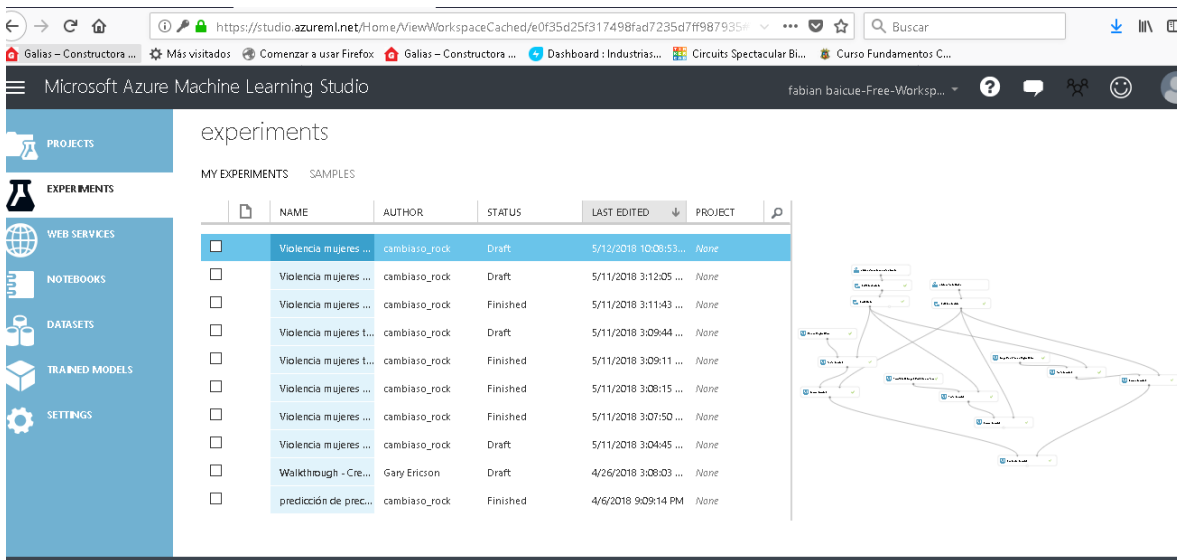 https://studio.azureml.net/Home/ViewWorkspaceCached/e0f35d25f317498fad7235d7ff987935#
Buscar
Galias – Constructora ... Más visitados Comenzar a usar Firefox Galias – Constructora ... Dashboard : Industrias... Circuits Spectacular Bi... Curso Fundamentos C...
Microsoft Azure Machine Learning Studio
fabian baicue-Free-Worksp...
PROJECTS
EXPERIMENTS
WEB SERVICES
NOTEBOOKS
DATASETS
TRAINED MODELS
SETTINGS
experiments
MY EXPERIMENTS SAMPLES
NAME AUTHOR STATUS LAST EDITED PROJECT
Violencia mujeres ... cambiaso_rock Draft 5/12/2018 10:08:53... None
Violencia mujeres ... cambiaso_rock Draft 5/11/2018 3:12:05 ... None
Violencia mujeres ... cambiaso_rock Finished 5/11/2018 3:11:43 ... None
Violencia mujeres t... cambiaso_rock Draft 5/11/2018 3:09:44 ... None
Violencia mujeres t... cambiaso_rock Finished 5/11/2018 3:09:11 ... None
Violencia mujeres ... cambiaso_rock Finished 5/11/2018 3:08:15 ... None
Violencia mujeres ... cambiaso_rock Finished 5/11/2018 3:07:50 ... None
Violencia mujeres ... cambiaso_rock Draft 5/11/2018 3:04:45 ... None
Walkthrough - Cre... Gary Ericson Draft 4/26/2018 3:08:03 ... None
predicción de prec... cambiaso_rock Finished 4/6/2018 9:09:14 PM None